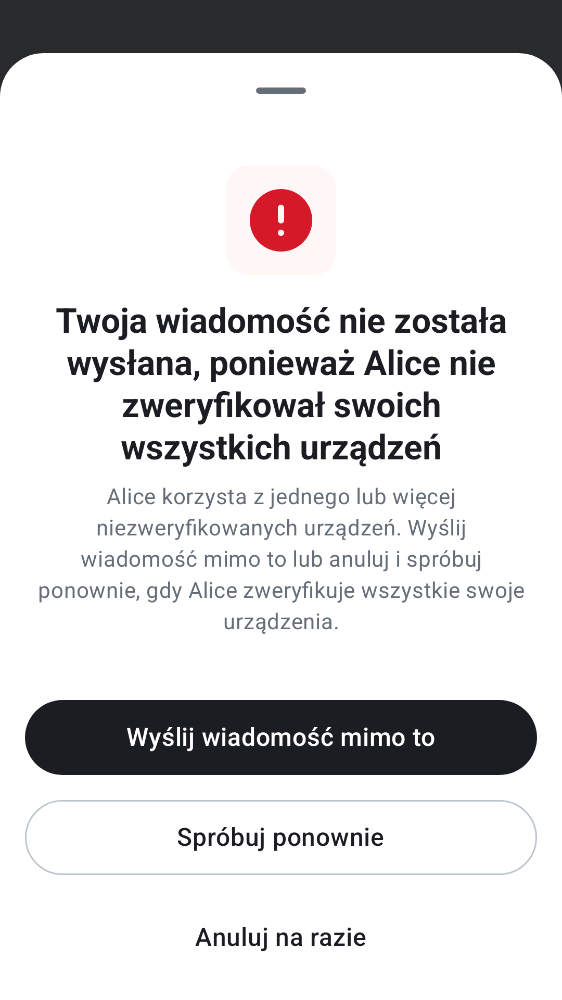 Twoja wiadomość nie została
wysłana, ponieważ Alice nie
zweryfikował swoich
wszystkich urządzeń
Alice korzysta z jednego lub więcej
niezweryfikowanych urządzeń. Wyślij
wiadomość mimo to lub anuluj i spróbuj
ponownie, gdy Alice zweryfikuje wszystkie swoje
urządzenia.
Wyślij wiadomość mimo to
Spróbuj ponownie
Anuluj na razie